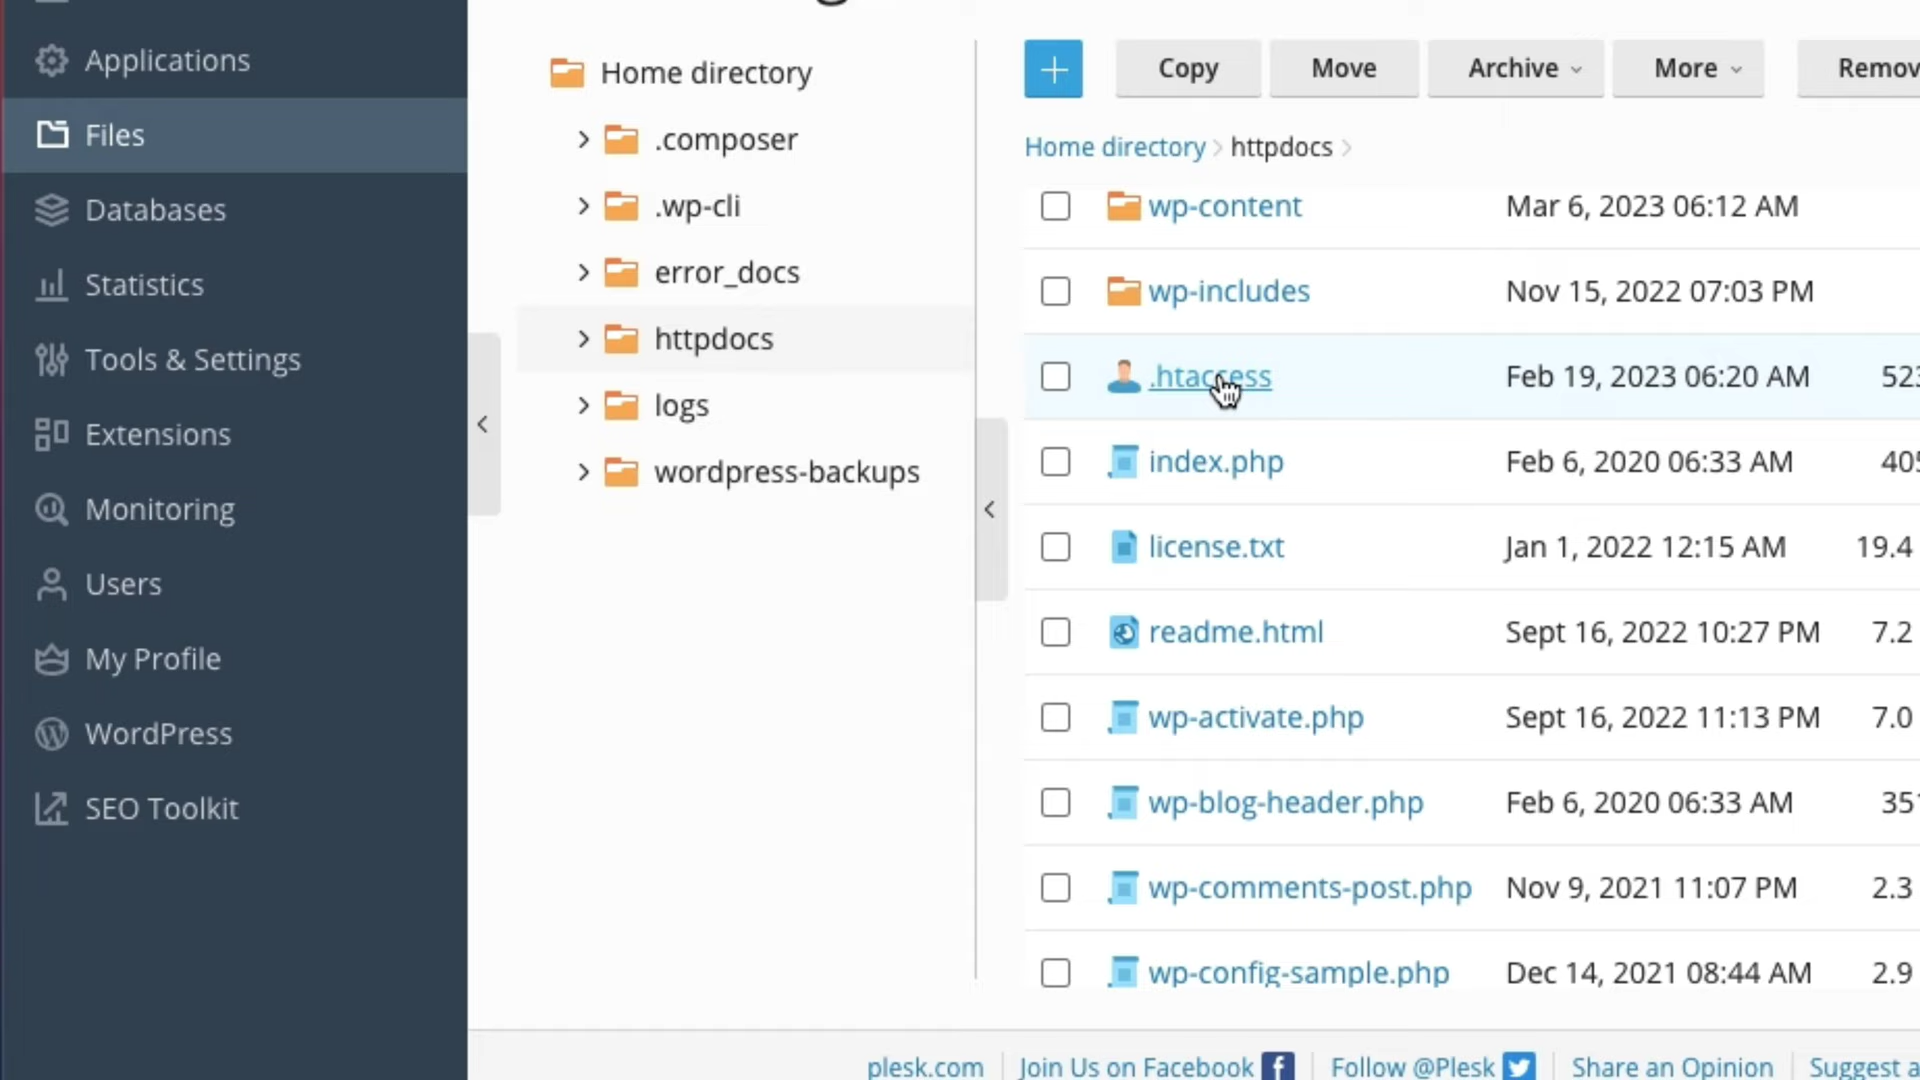 Applications
Files
Databases
Statistics
Tools & Settings
Extensions
Monitoring
Users
My Profile
WordPress
SEO Toolkit
Home directory
.composer
.wp-cli
error_docs
httpdocs
logs
wordpress-backups
Copy Move Archive More Remov
Home directory > httpdocs >
wp-content Mar 6, 2023 06:12 AM
wp-includes Nov 15, 2022 07:03 PM
.htaccess Feb 19, 2023 06:20 AM 523
index.php Feb 6, 2020 06:33 AM 405
license.txt Jan 1, 2022 12:15 AM 19.4
readme.html Sept 16, 2022 10:27 PM 7.2
wp-activate.php Sept 16, 2022 11:13 PM 7.0
wp-blog-header.php Feb 6, 2020 06:33 AM 351
wp-comments-post.php Nov 9, 2021 11:07 PM 2.3
wp-config-sample.php Dec 14, 2021 08:44 AM 2.9
plesk.com Join Us on Facebook Follow @Plesk Share an Opinion Suggest a